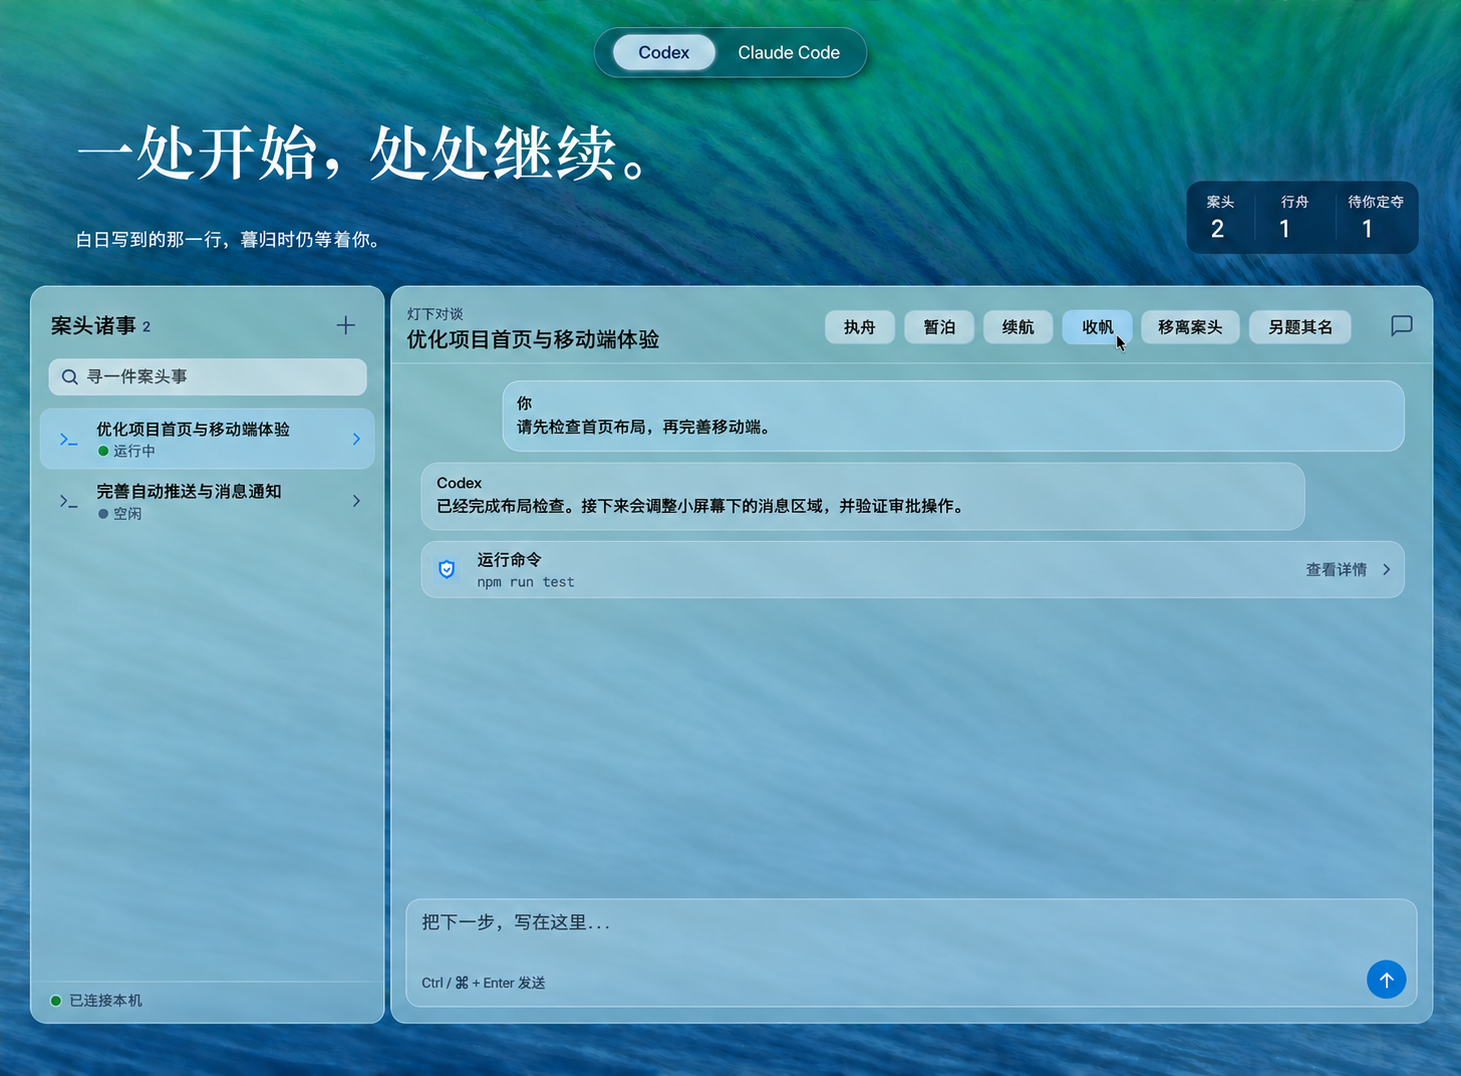 Codex
Claude Code
一处开始，处处继续。
白日写到的那一行，暮归时仍等着你。
案头
行舟
待你定夺
2
1
1
案头诸事 2
寻一件案头事
优化项目首页与移动端体验
运行中
完善自动推送与消息通知
空闲
已连接本机
灯下对谈
优化项目首页与移动端体验
执舟
暂泊
续航
收帆
移离案头
另题其名
你
请先检查首页布局，再完善移动端。
Codex
已经完成布局检查。接下来会调整小屏幕下的消息区域，并验证审批操作。
运行命令
npm run test
查看详情
把下一步，写在这里...
Ctrl / ⌘ + Enter 发送